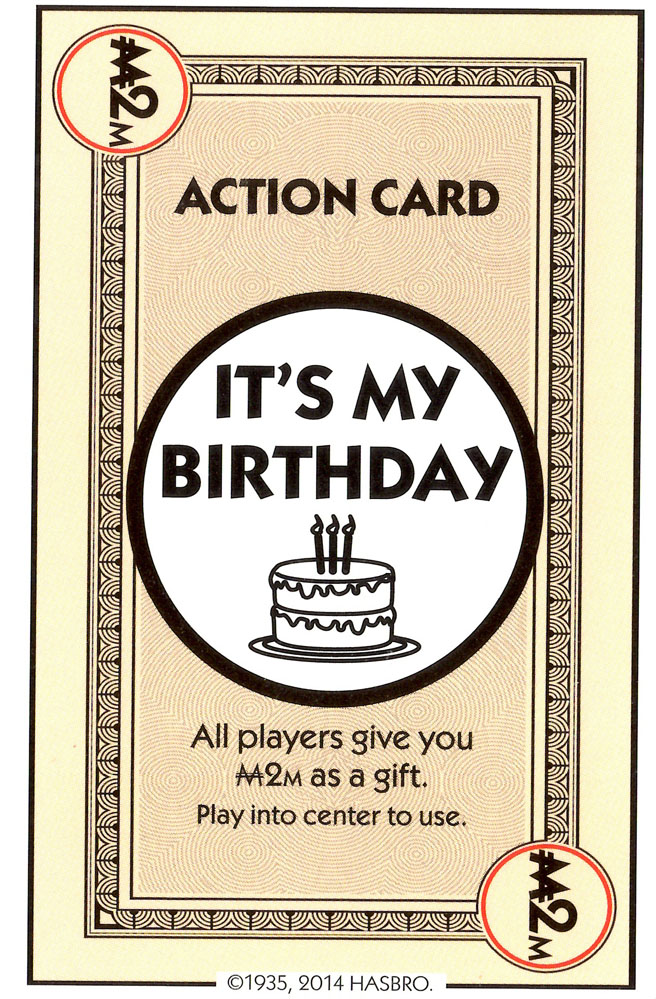 ₩2M
ACTION CARD
IT'S MY
BIRTHDAY
All players give you
₩2M as a gift.
Play into center to use.
₩2M
©1935, 2014 HASBRO.